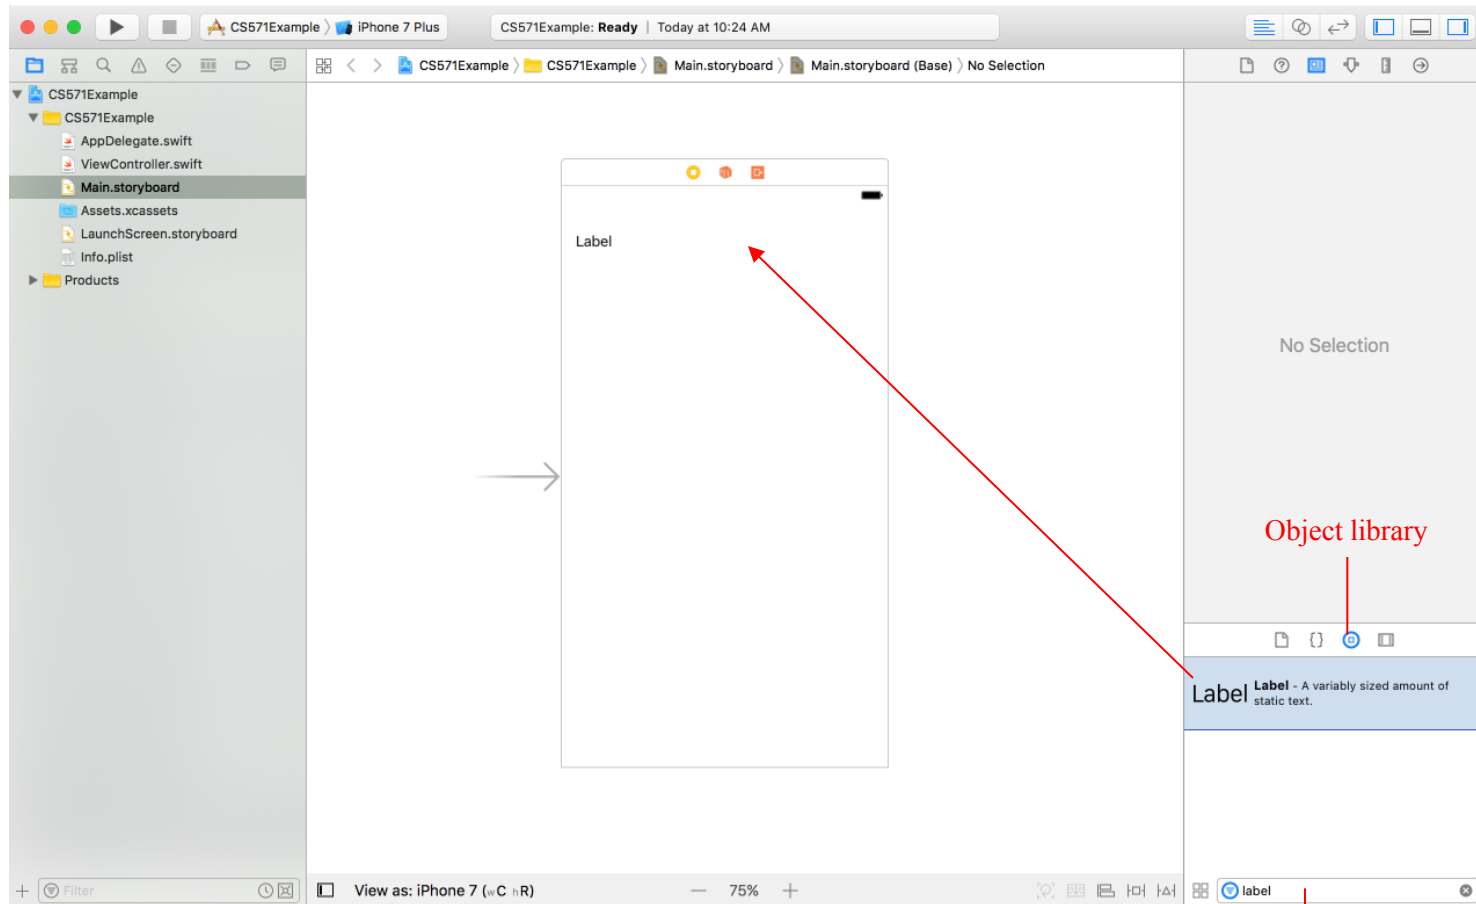 CS571Example 〉 iPhone 7 Plus
CS571Example: Ready | Today at 10:24 AM
CS571Example 〉 CS571Example 〉 Main.storyboard 〉 Main.storyboard (Base) 〉 No Selection
CS571Example
CS571Example
AppDelegate.swift
ViewController.swift
Main.storyboard
Assets.xcassets
LaunchScreen.storyboard
Info.plist
Products
Label
No Selection
Object library
{}
Label
Label - A variably sized amount of
static text.
Filter
View as: iPhone 7 (wC hR)
— 75% +
label